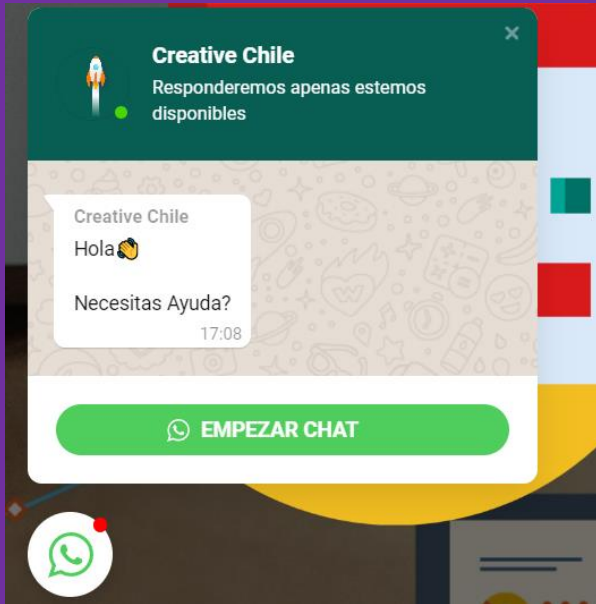 Creative Chile
Responderemos apenas estemos
disponibles
Creative Chile
Hola👋
Necesitas Ayuda?
17:08
EMPEZAR CHAT